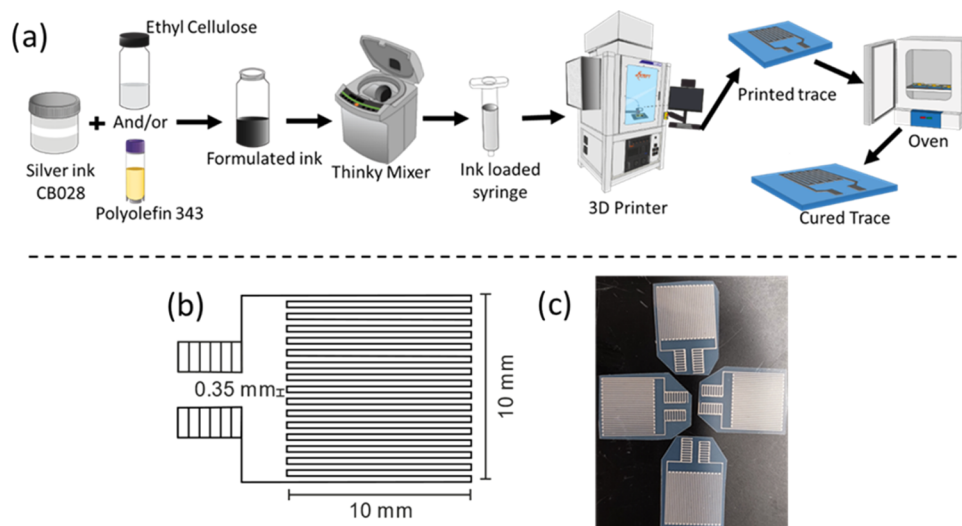 (a)
Ethyl Cellulose
And/or
Silver ink
CB028
Polyolefin 343
Formulated ink
Thinky Mixer
Ink loaded
syringe
3D Printer
Printed trace
Oven
Cured Trace
(b)
0.35 mm
10 mm
10 mm
(c)